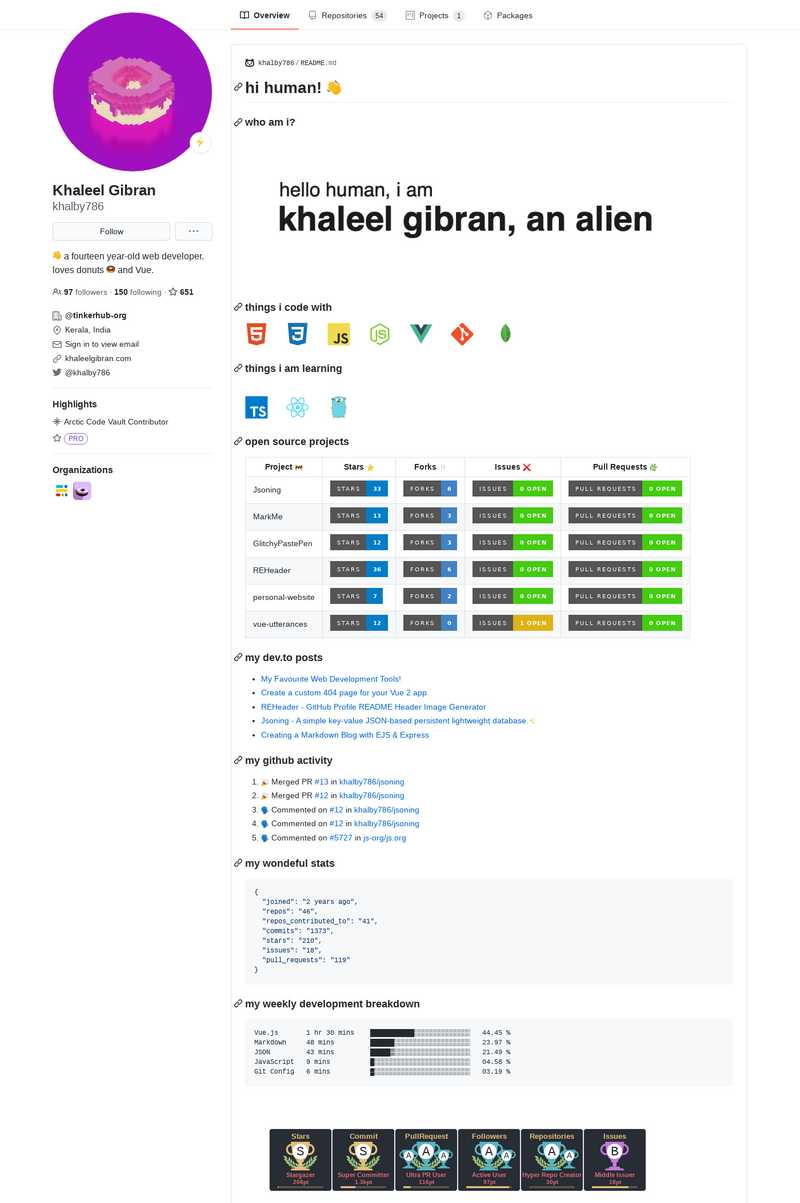 Overview
Repositories 54
Projects 1
Packages
khalby786/README.md
hi human! 👋
who am i?
hello human, i am
khaleel gibran, an alien
Khaleel Gibran
khalby786
Follow
...
👋 a fourteen year-old web developer.
loves donuts 🍩 and Vue.
97 followers · 150 following · 651
@tinkerhub-org
Kerala, India
Sign in to view email
khaleelgibran.com
@khalby786
Highlights
Arctic Code Vault Contributor
PRO
Organizations
things i code with
5 3 JS JS
things i am learning
TS
open source projects
Project Stars Forks Issues Pull Requests
Jsoning STARS 33 FORKS 6 ISSUES 0 OPEN PULL REQUESTS 0 OPEN
MarkMe STARS 13 FORKS 3 ISSUES 0 OPEN PULL REQUESTS 0 OPEN
GlitchyPastePen STARS 12 FORKS 3 ISSUES 0 OPEN PULL REQUESTS 0 OPEN
REHeader STARS 36 FORKS 6 ISSUES 0 OPEN PULL REQUESTS 0 OPEN
personal-website STARS 7 FORKS 2 ISSUES 0 OPEN PULL REQUESTS 0 OPEN
vue-utterances STARS 12 FORKS 0 ISSUES 1 OPEN PULL REQUESTS 0 OPEN
my dev.to posts
• My Favourite Web Development Tools!
• Create a custom 404 page for your Vue 2 app
• REHeader - GitHub Profile README Header Image Generator
• Jsoning - A simple key-value JSON-based persistent lightweight database.
• Creating a Markdown Blog with EJS & Express
my github activity
1. 🎉 Merged PR #13 in khalby786/jsoning
2. 🎉 Merged PR #12 in khalby786/jsoning
3. 🗣 Commented on #12 in khalby786/jsoning
4. 🗣 Commented on #12 in khalby786/jsoning
5. 🗣 Commented on #5727 in js-org/js.org
my wondeful stats
{
"joined": "2 years ago",
"repos": "46",
"repos_contributed_to": "41",
"commits": "1373",
"stars": "210",
"issues": "18",
"pull_requests": "119"
}
my weekly development breakdown
Vue.js 1 hr 30 mins 44.45 %
Markdown 48 mins 23.97 %
JSON 43 mins 21.49 %
JavaScript 9 mins 04.58 %
Git Config 6 mins 03.19 %
Stars Commit PullRequest Followers Repositories Issues
S S A A A A A A A B
Stargazer Super Committer Ultra PR User Active User Hyper Repo Creator Middle Issuer
1.3kpt 116pt 97pt 18pt